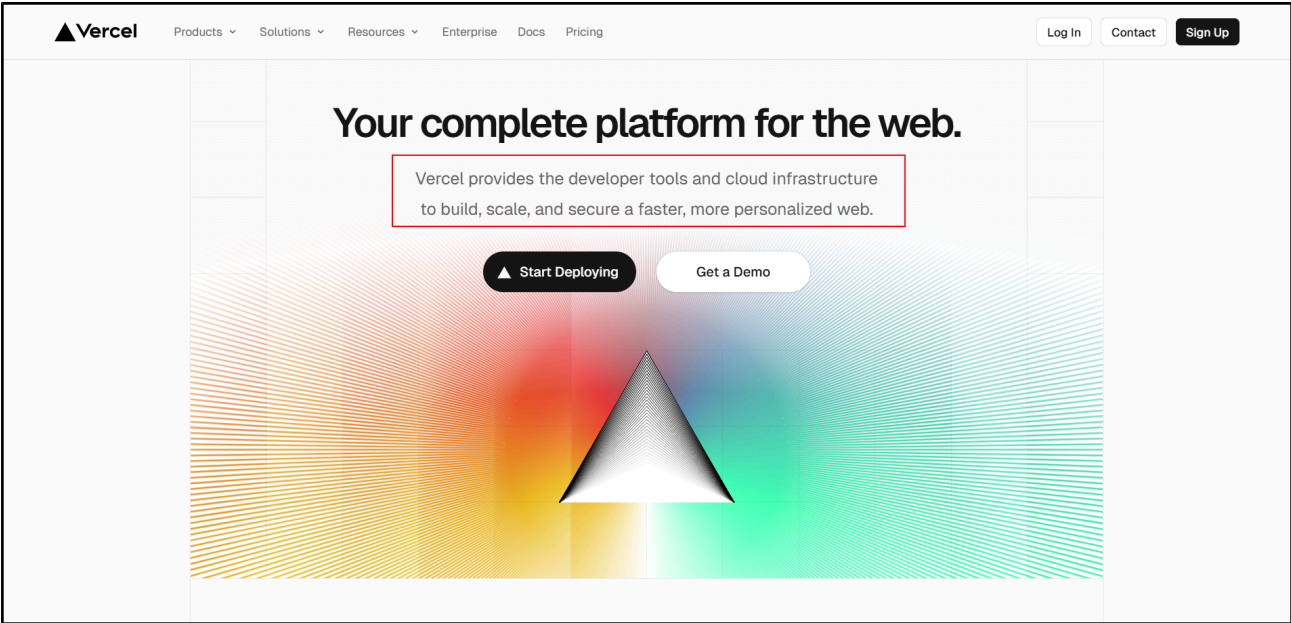 Vercel
Products
Solutions
Resources
Enterprise
Docs
Pricing
Log In
Contact
Sign Up
Your complete platform for the web.
Vercel provides the developer tools and cloud infrastructure
to build, scale, and secure a faster, more personalized web.
Start Deploying
Get a Demo